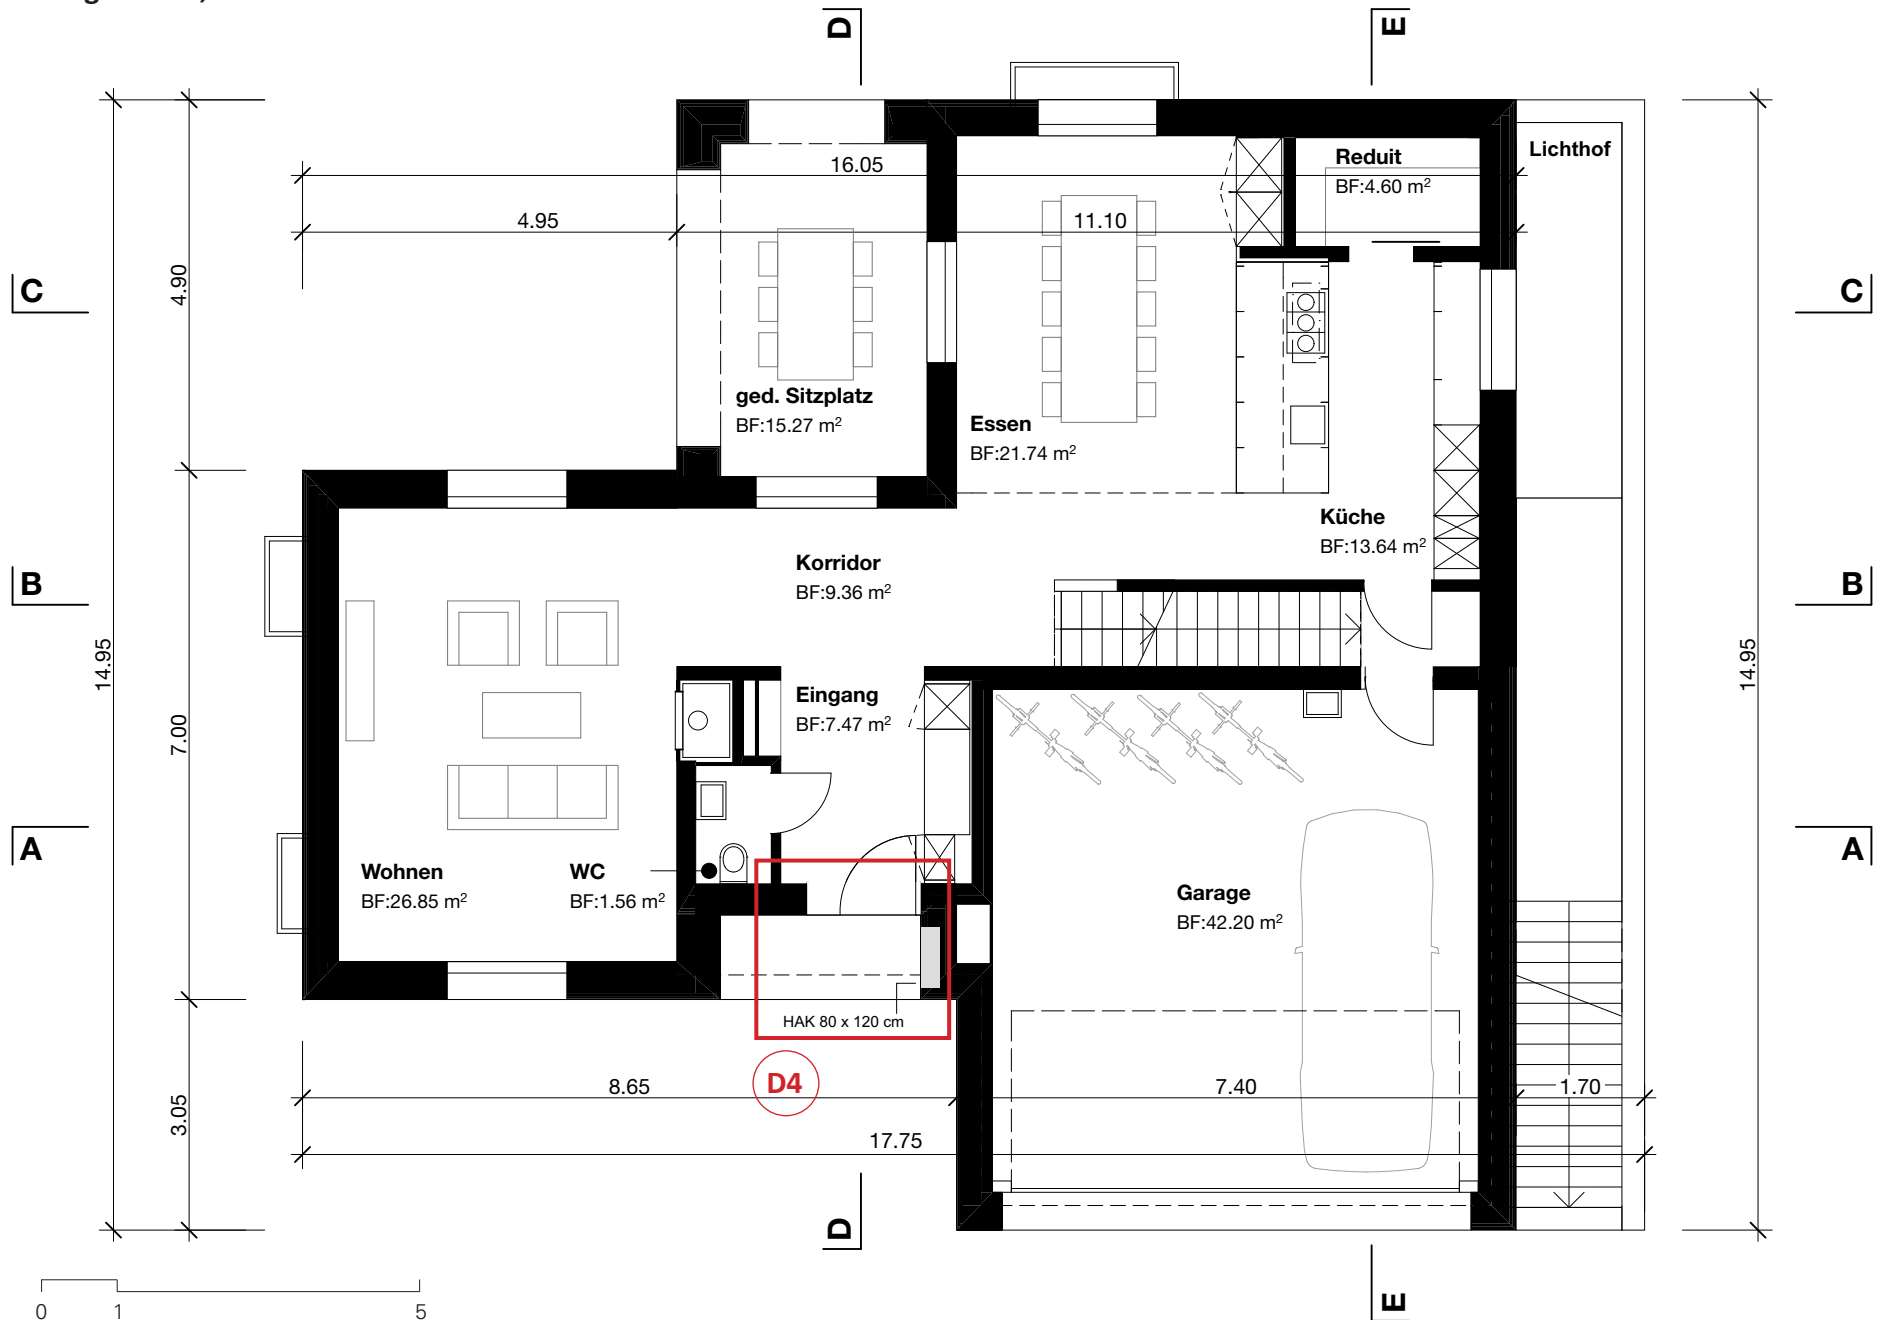 D
E
Lichthof
Reduit
BF:4.60 m²
16.05
4.95
11.10
C
C
4.90
ged. Sitzplatz
BF:15.27 m²
Essen
BF:21.74 m²
Küche
BF:13.64 m²
Korridor
BF:9.36 m²
B
B
14.95
14.95
7.00
Eingang
BF:7.47 m²
A
A
Wohnen
BF:26.85 m²
WC
BF:1.56 m²
Garage
BF:42.20 m²
HAK 80 x 120 cm
D4
8.65
7.40
1.70
3.05
17.75
D
E
0 1 5